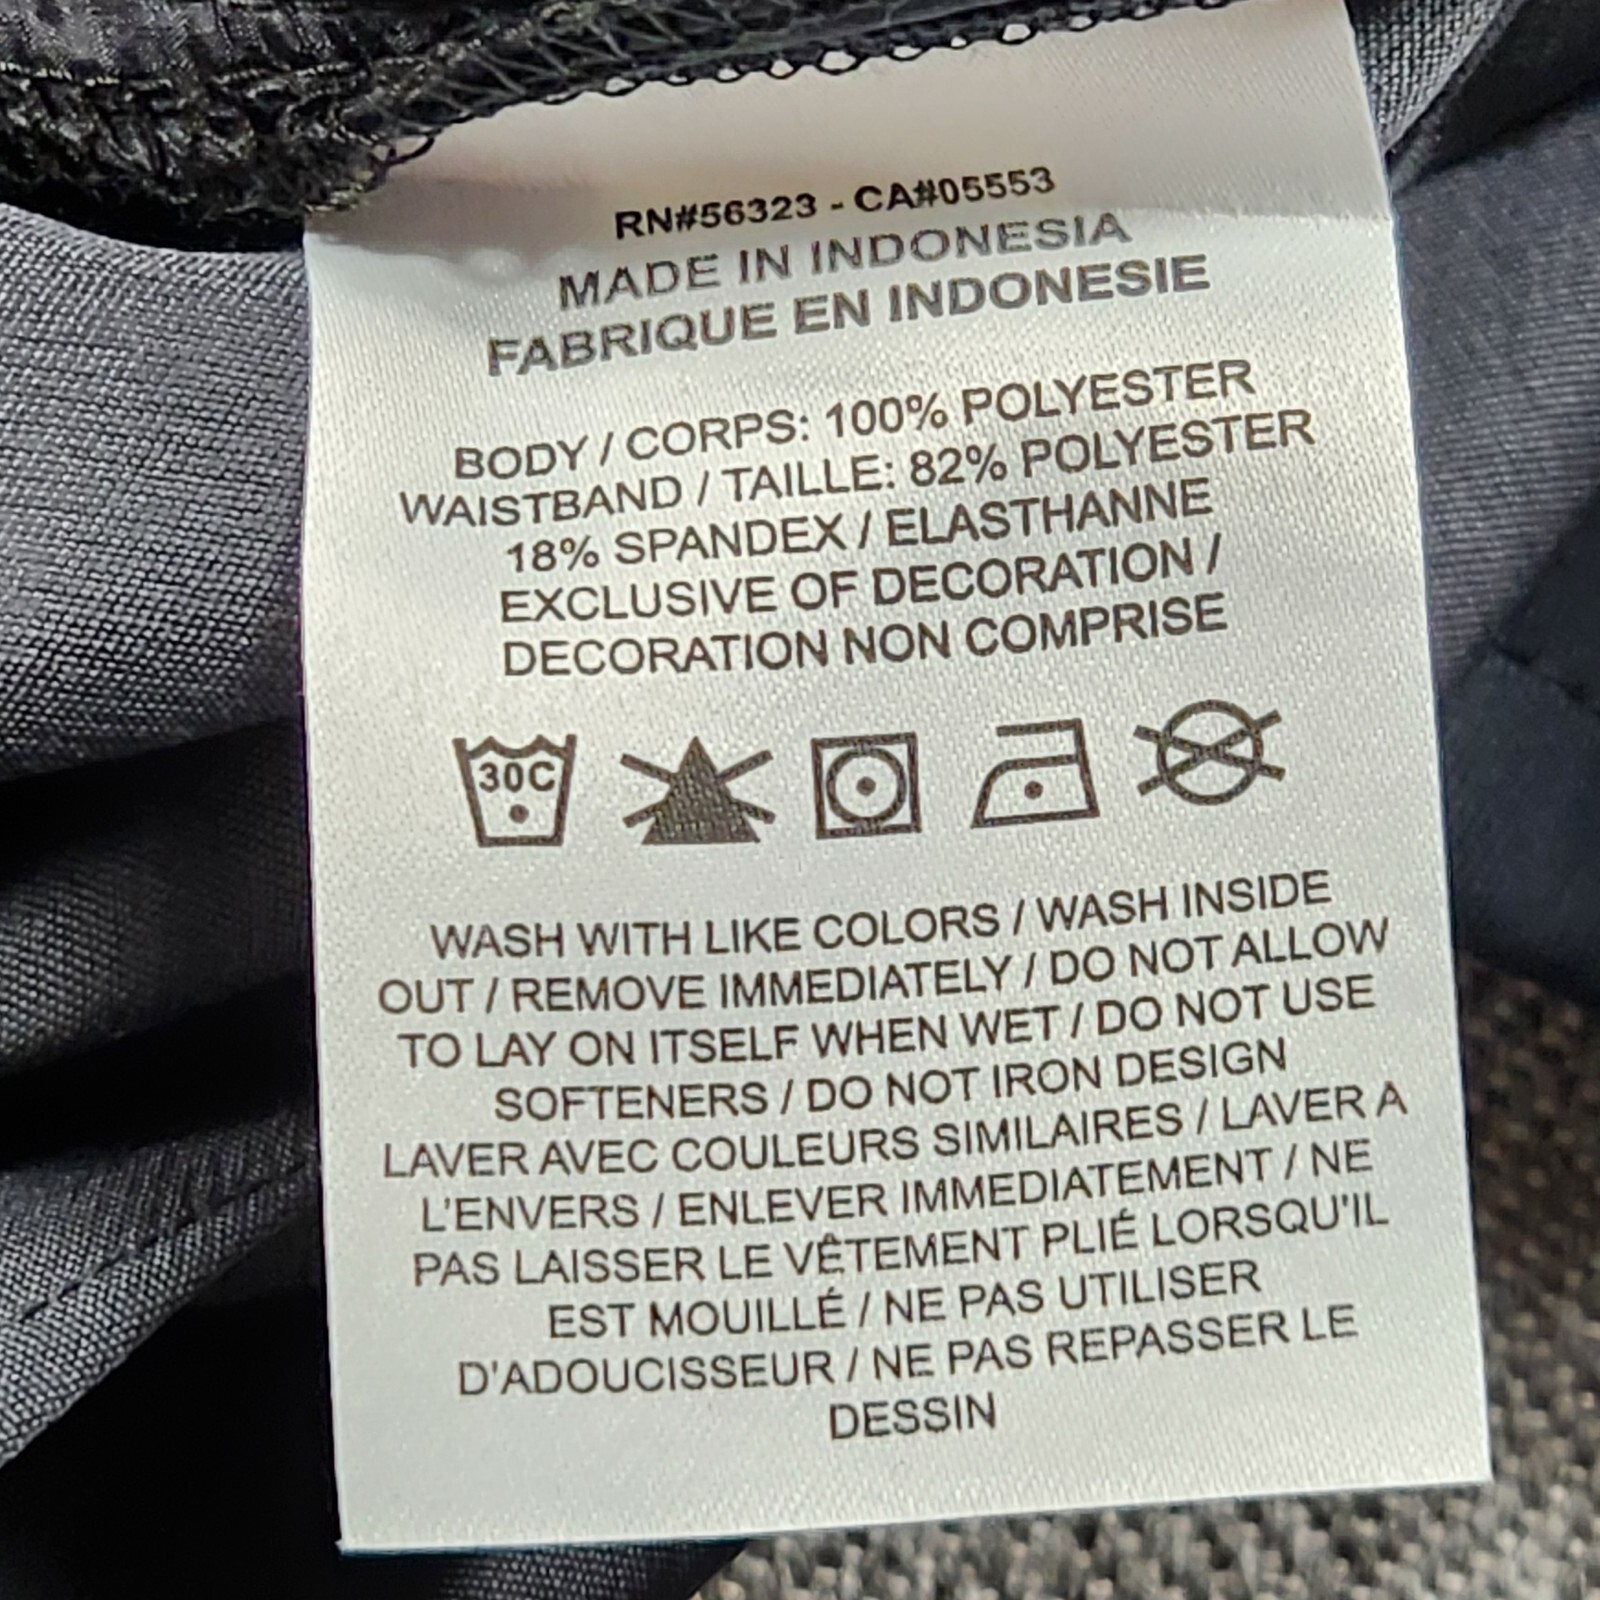 RN#56323 - CA#05553
MADE IN INDONESIA
FABRIQUE EN INDONESIE
BODY / CORPS: 100% POLYESTER
WAISTBAND / TAILLE: 82% POLYESTER
18% SPANDEX / ELASTHANNE
EXCLUSIVE OF DECORATION /
DECORATION NON COMPRISE
30C
WASH WITH LIKE COLORS / WASH INSIDE
OUT / REMOVE IMMEDIATELY / DO NOT ALLOW
TO LAY ON ITSELF WHEN WET / DO NOT USE
SOFTENERS / DO NOT IRON DESIGN
LAVER AVEC COULEURS SIMILAIRES / LAVER A
L'ENVERS / ENLEVER IMMEDIATEMENT / NE
PAS LAISSER LE VÊTEMENT PLIÉ LORSQU'IL
EST MOUILLÉ / NE PAS UTILISER
D'ADOUCISSEUR / NE PAS REPASSER LE
DESSIN